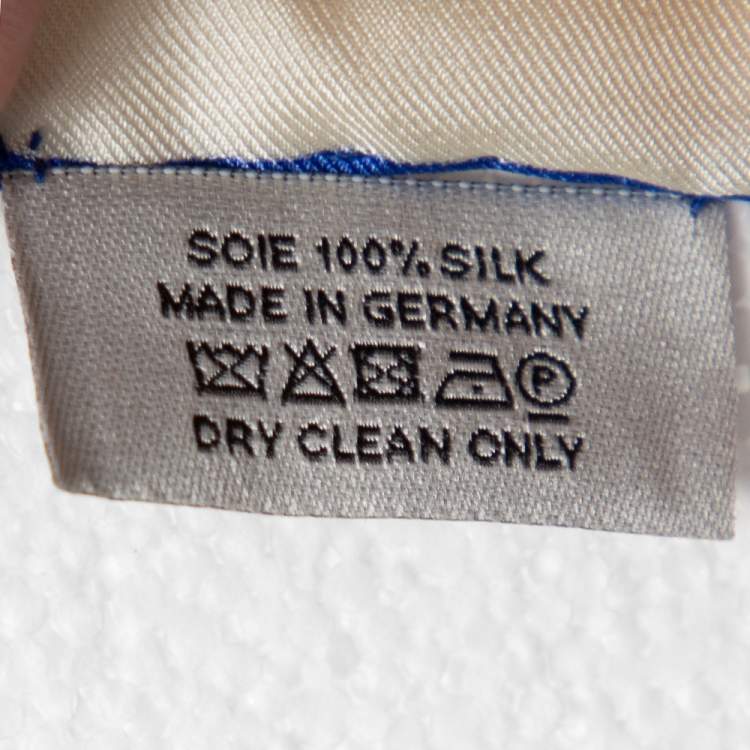 SOIE 100% SILK
MADE IN GERMANY
P
DRY CLEAN ONLY